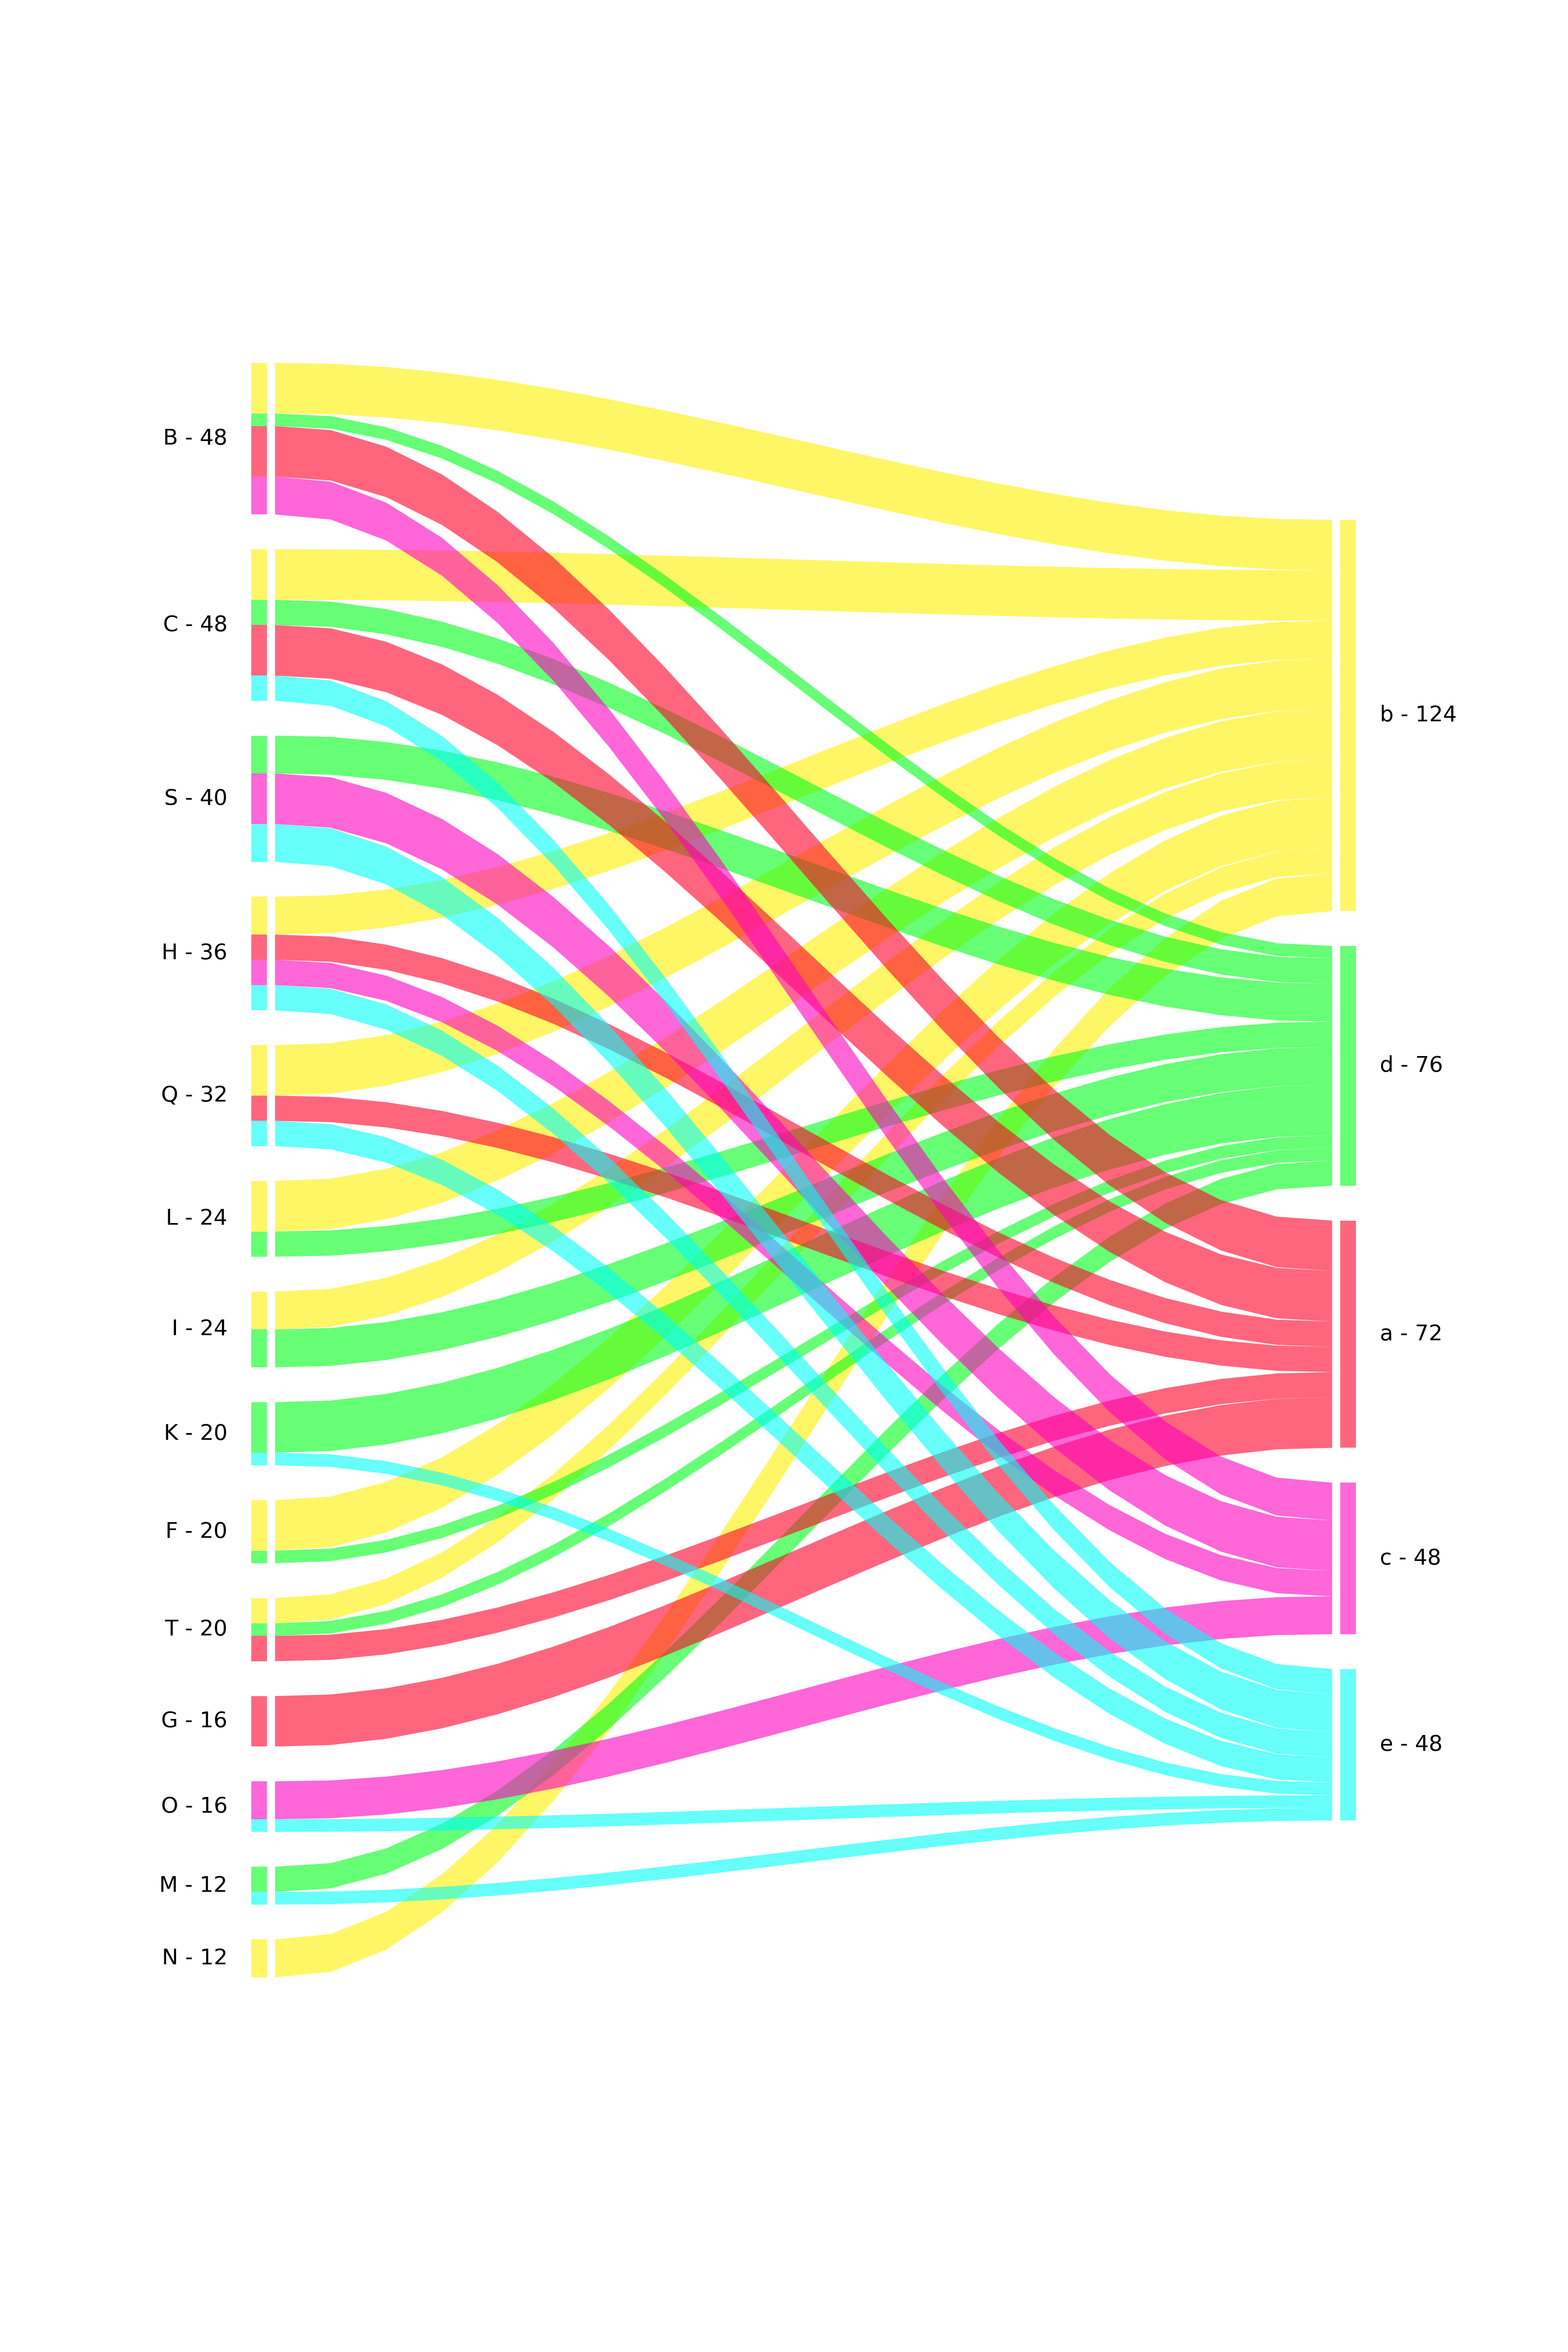 B - 48
C - 48
S - 40
H - 36
Q - 32
L - 24
I - 24
K - 20
F - 20
T - 20
G - 16
O - 16
M - 12
N - 12
b - 124
d - 76
a - 72
c - 48
e - 48